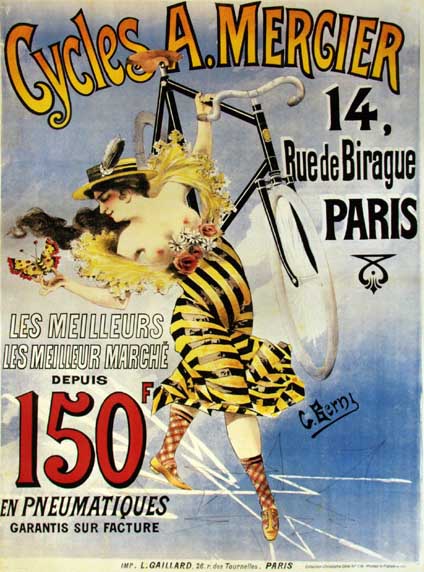 Cycles A. MERCIER
14,
Rue de Birague
PARIS
LES MEILLEURS
LES MEILLEUR MARCHÉ
DEPUIS
150F
EN PNEUMATIQUES
GARANTIS SUR FACTURE
C. Berni
IMP. L. GAILLARD, 26, r. des Tournelles. PARIS